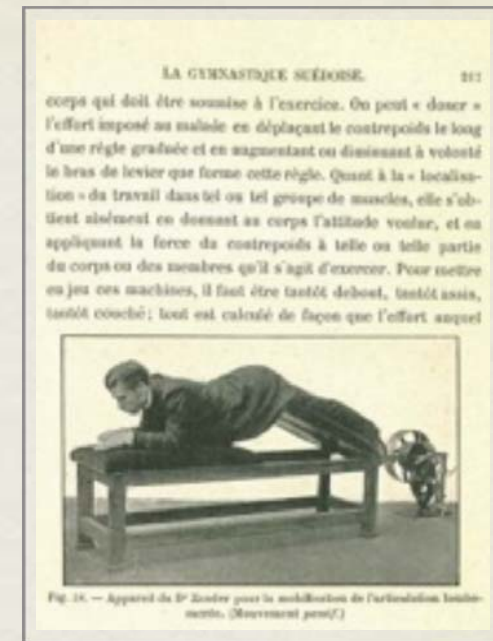 LA GYMNASTIQUE SUÉDOISE. 217
corps qui doit être soumise à l'exercice. On peut « doser »
l'effort imposé au malade en déplaçant le contrepoids le long
d'une règle graduée et en augmentant ou diminuant à volonté
le bras de levier que forme cette règle. Quant à la « localisa-
tion » du travail dans tel ou tel groupe de muscles, elle s'ob-
tient aisément en donnant au corps l'attitude voulue, et en
appliquant la force du contrepoids à telle ou telle partie
du corps ou des membres qu'il s'agit d'exercer. Pour mettre
en jeu ces machines, il faut être tantôt debout, tantôt assis,
tantôt couché ; tout est calculé de façon que l'effort auquel
Fig. — Appareil du Dr Zander pour la mobilisation de l'articulation
sacrée. (Mouvement passif.)